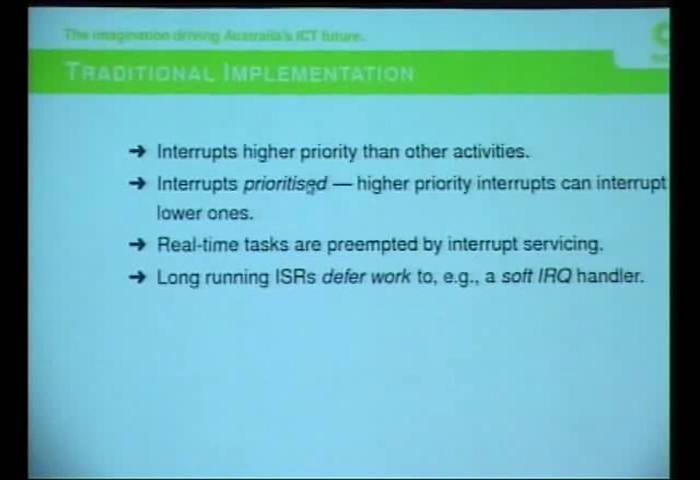 The imagination driving Australia's ICT future.
TRADITIONAL IMPLEMENTATION
➔ Interrupts higher priority than other activities.
➔ Interrupts prioritised — higher priority interrupts can interrupt
lower ones.
➔ Real-time tasks are preempted by interrupt servicing.
➔ Long running ISRs defer work to, e.g., a soft IRQ handler.